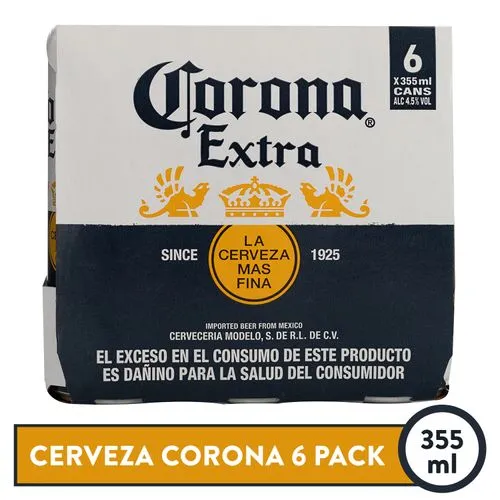 Corona®
Extra
6
X355ml
CANS
ALC 4.5% VOL
SINCE
LA
CERVEZA
MAS
FINA
1925
IMPORTED BEER FROM MEXICO
CERVECERIA MODELO, S. DE R.L. DE C.V.
EL EXCESO EN EL CONSUMO DE ESTE PRODUCTO
ES DAÑINO PARA LA SALUD DEL CONSUMIDOR
CERVEZA CORONA 6 PACK
355
ml